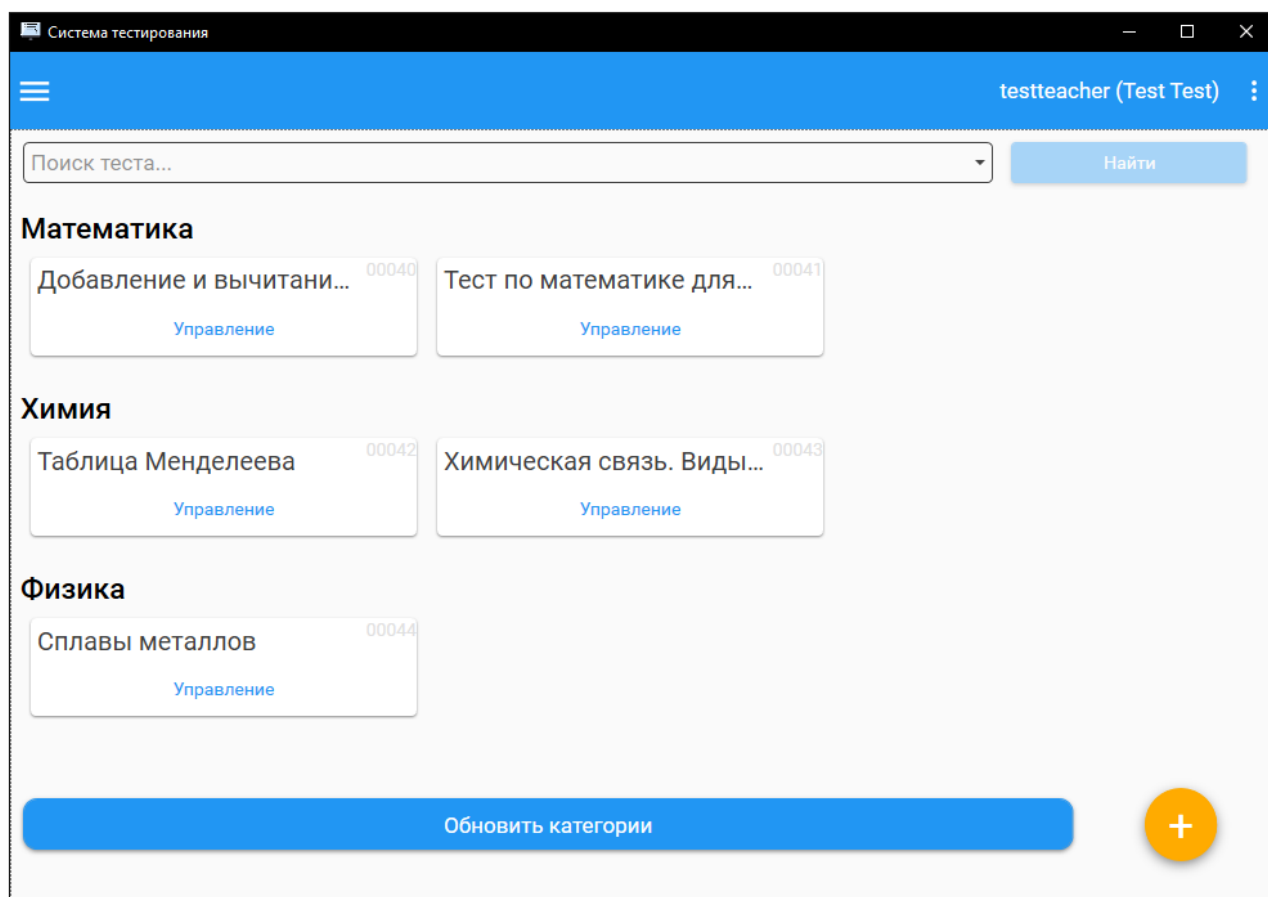 Система тестирования
testteacher (Test Test)
Поиск теста...
Найти
Математика
Добавление и вычитани... 00040
Тест по математике для... 00041
Управление
Управление
Химия
Таблица Менделеева 00042
Химическая связь. Виды... 00043
Управление
Управление
Физика
Сплавы металлов 00044
Управление
Обновить категории
+